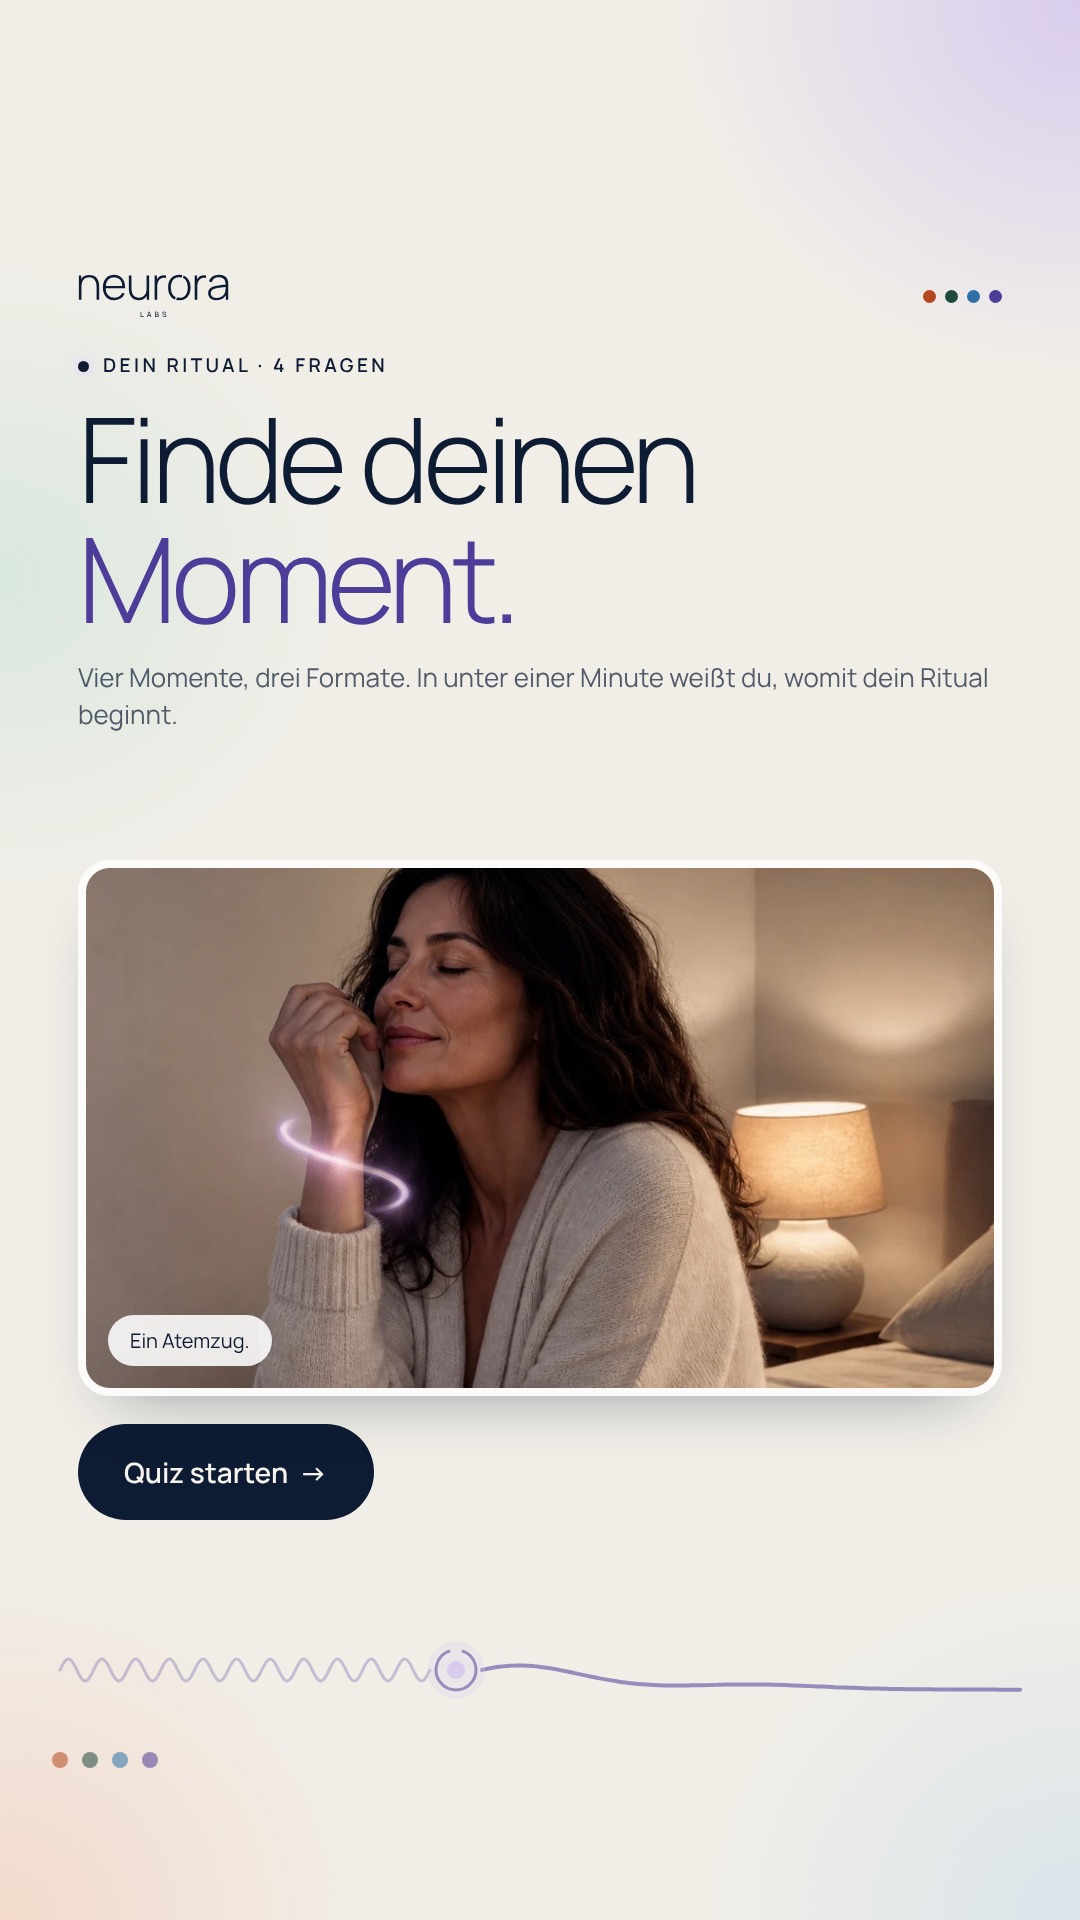 neurora
LABS
DEIN RITUAL · 4 FRAGEN
Finde deinen
Moment.
Vier Momente, drei Formate. In unter einer Minute weißt du, womit dein Ritual
beginnt.
Ein Atemzug.
Quiz starten →